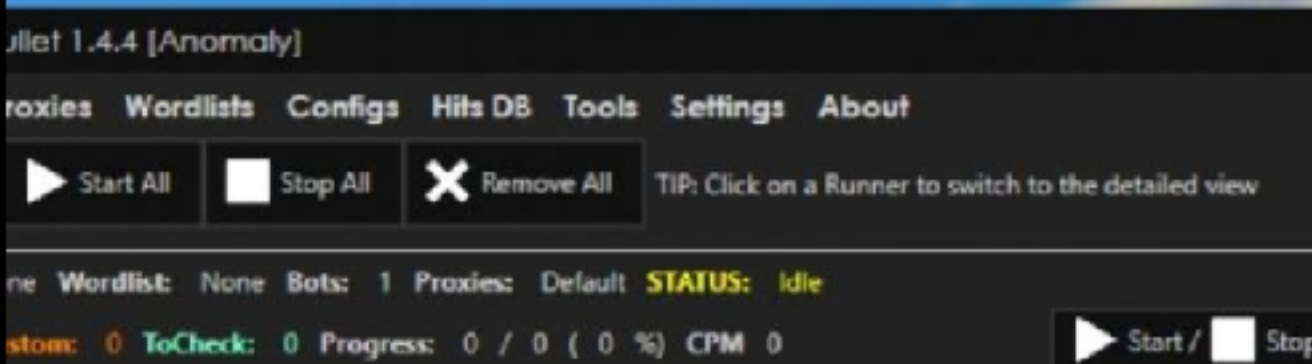 ullet 1.4.4 [Anomaly]
roxies Wordlists Configs Hits DB Tools Settings About
Start All Stop All Remove All TIP: Click on a Runner to switch to the detailed view
ne Wordlist: None Bots: 1 Proxies: Default STATUS: Idle
stom: 0 ToCheck: 0 Progress: 0 / 0 ( 0 %) CPM 0 Start / Stop